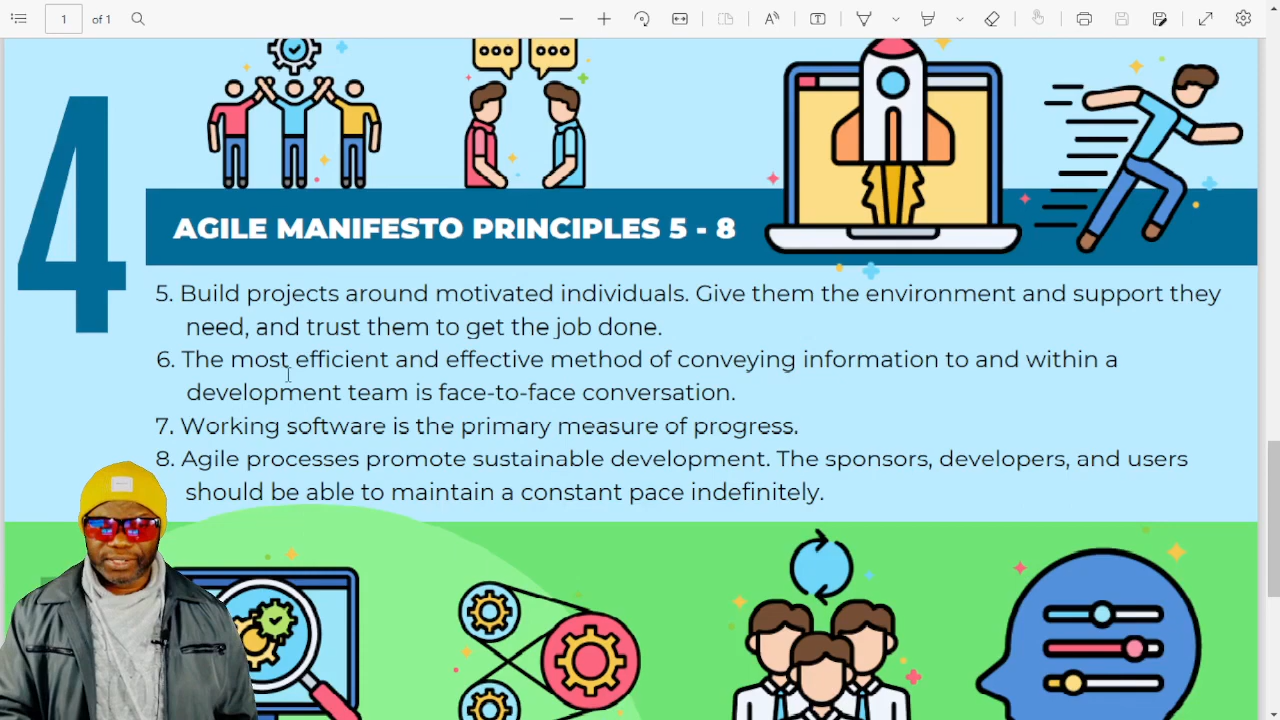 1 of 1
4
AGILE MANIFESTO PRINCIPLES 5 - 8
5. Build projects around motivated individuals. Give them the environment and support they
need, and trust them to get the job done.
6. The most efficient and effective method of conveying information to and within a
development team is face-to-face conversation.
7. Working software is the primary measure of progress.
8. Agile processes promote sustainable development. The sponsors, developers, and users
should be able to maintain a constant pace indefinitely.